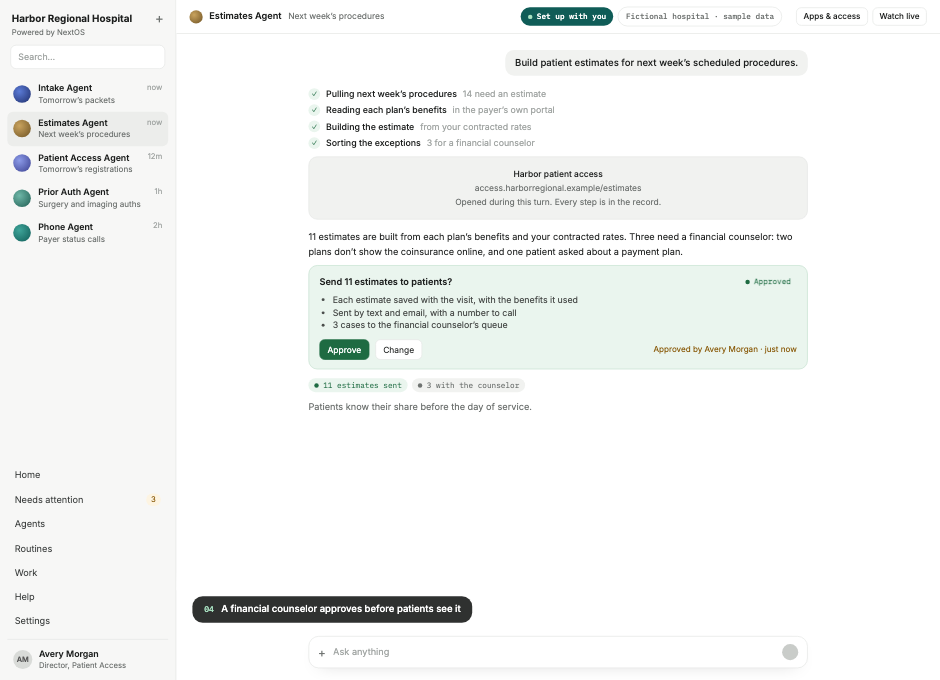 Harbor Regional Hospital
+
Powered by NextOS
Search...
Intake Agent now
Tomorrow's packets
Estimates Agent now
Next week's procedures
Patient Access Agent 12m
Tomorrow's registrations
Prior Auth Agent 1h
Surgery and imaging auths
Phone Agent 2h
Payer status calls
Home
Needs attention 3
Agents
Routines
Work
Help
Settings
AM
Avery Morgan
Director, Patient Access
Estimates Agent Next week's procedures
Set up with you
Fictional hospital · sample data
Apps & access
Watch live
Build patient estimates for next week's scheduled procedures.
✓ Pulling next week's procedures 14 need an estimate
✓ Reading each plan's benefits in the payer's own portal
✓ Building the estimate from your contracted rates
✓ Sorting the exceptions 3 for a financial counselor
Harbor patient access
access.harborregional.example/estimates
Opened during this turn. Every step is in the record.
11 estimates are built from each plan's benefits and your contracted rates. Three need a financial counselor: two
plans don't show the coinsurance online, and one patient asked about a payment plan.
Send 11 estimates to patients? Approved
• Each estimate saved with the visit, with the benefits it used
• Sent by text and email, with a number to call
• 3 cases to the financial counselor's queue
Approve Change Approved by Avery Morgan · just now
11 estimates sent 3 with the counselor
Patients know their share before the day of service.
04 A financial counselor approves before patients see it
+ Ask anything